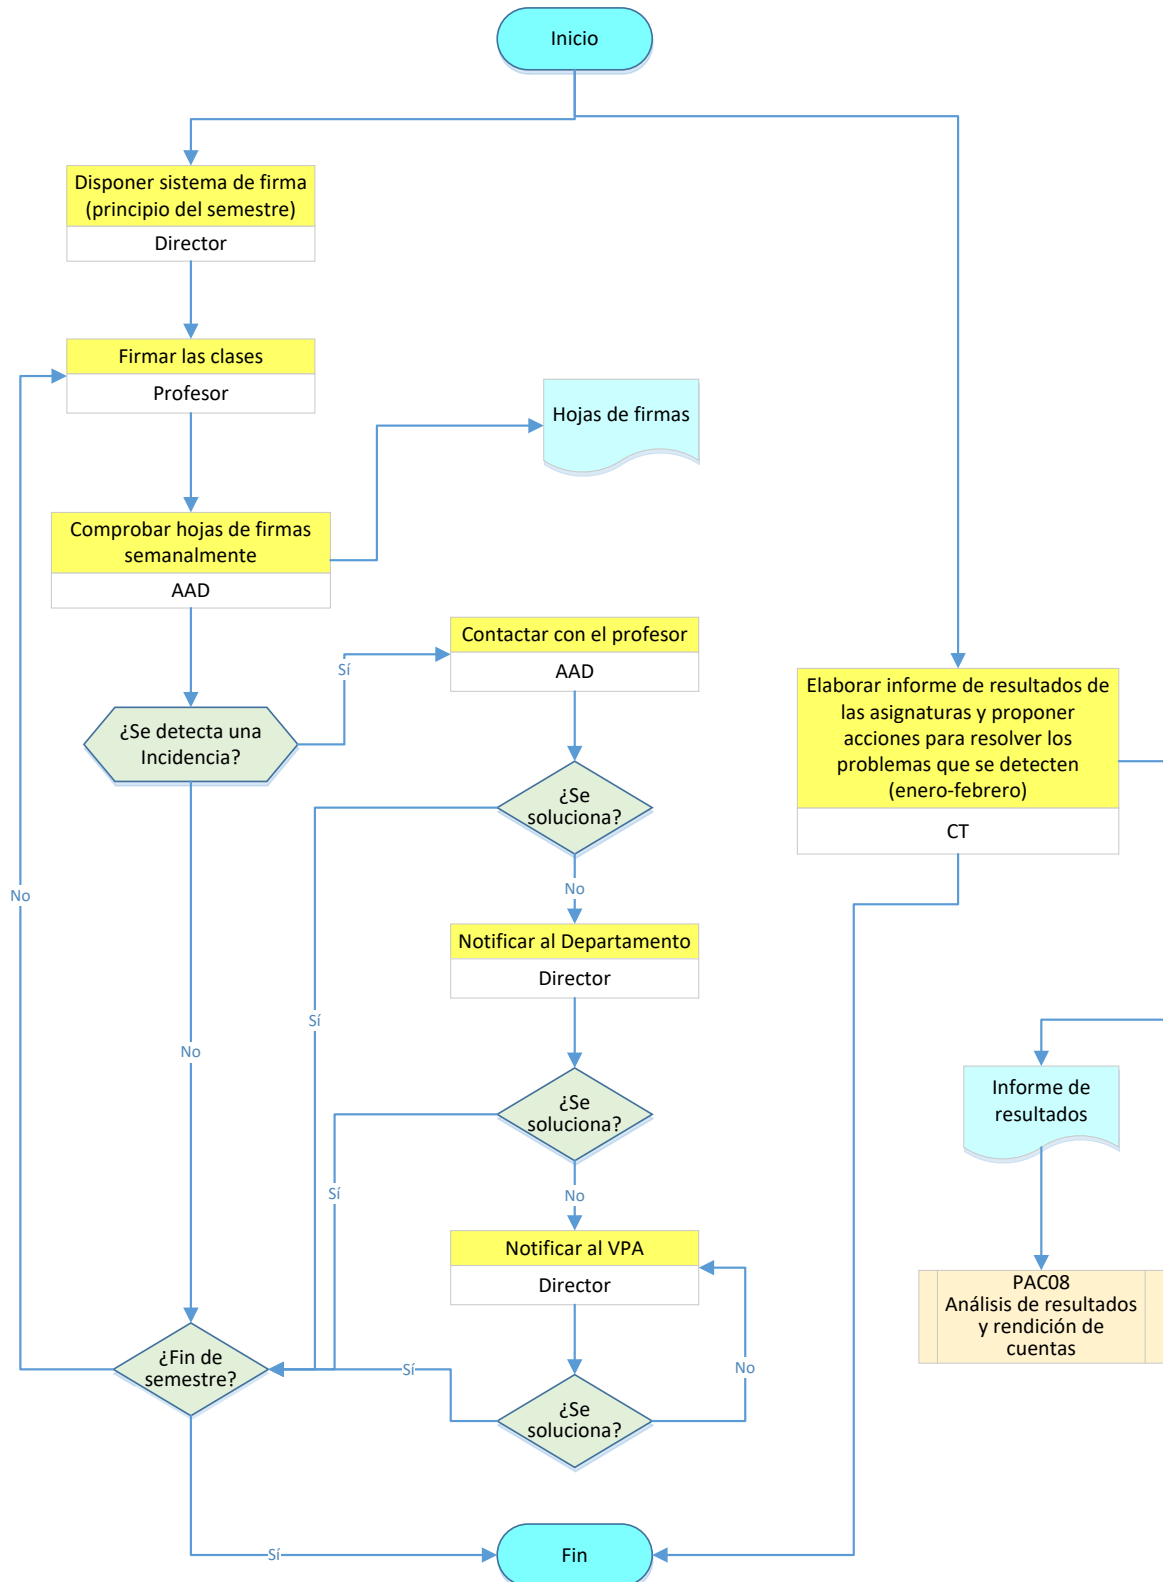 Inicio
Disponer sistema de firma
(principio del semestre)
Director
Firmar las clases
Profesor
Hojas de firmas
Comprobar hojas de firmas
semanalmente
AAD
Contactar con el profesor
AAD
Sí
¿Se detecta una
Incidencia?
Elaborar informe de resultados de
las asignaturas y proponer
acciones para resolver los
problemas que se detecten
(enero-febrero)
CT
¿Se
soluciona?
No
No
Notificar al Departamento
Director
Sí
No
¿Se
soluciona?
Informe de
resultados
Sí
No
Notificar al VPA
Director
PAC08
Análisis de resultados
y rendición de
cuentas
¿Fin de
semestre?
Sí
No
¿Se
soluciona?
Sí
Fin